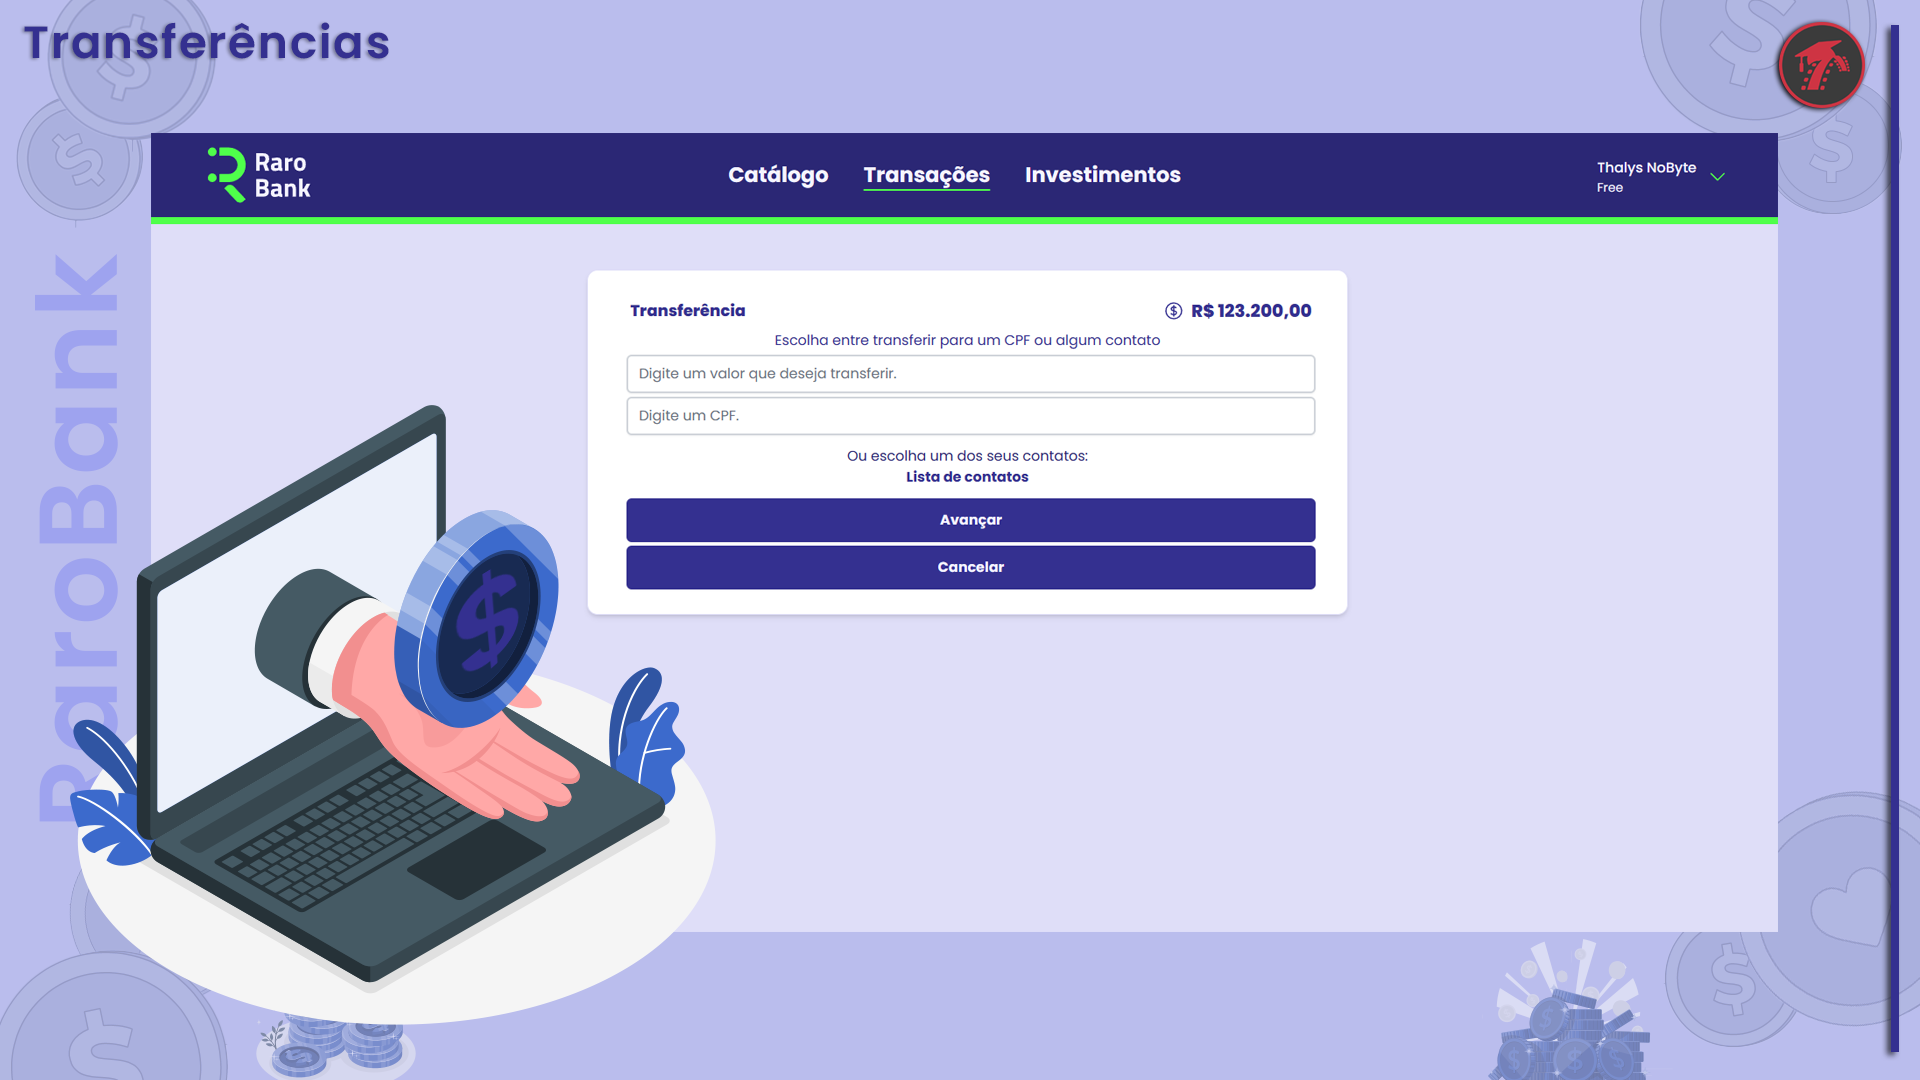 Transferências
RaroBank
Raro
Bank
Catálogo Transações Investimentos
Thalys NoByte
Free
Transferência
$ R$ 123.200,00
Escolha entre transferir para um CPF ou algum contato
Digite um valor que deseja transferir.
Digite um CPF.
Ou escolha um dos seus contatos:
Lista de contatos
Avançar
Cancelar